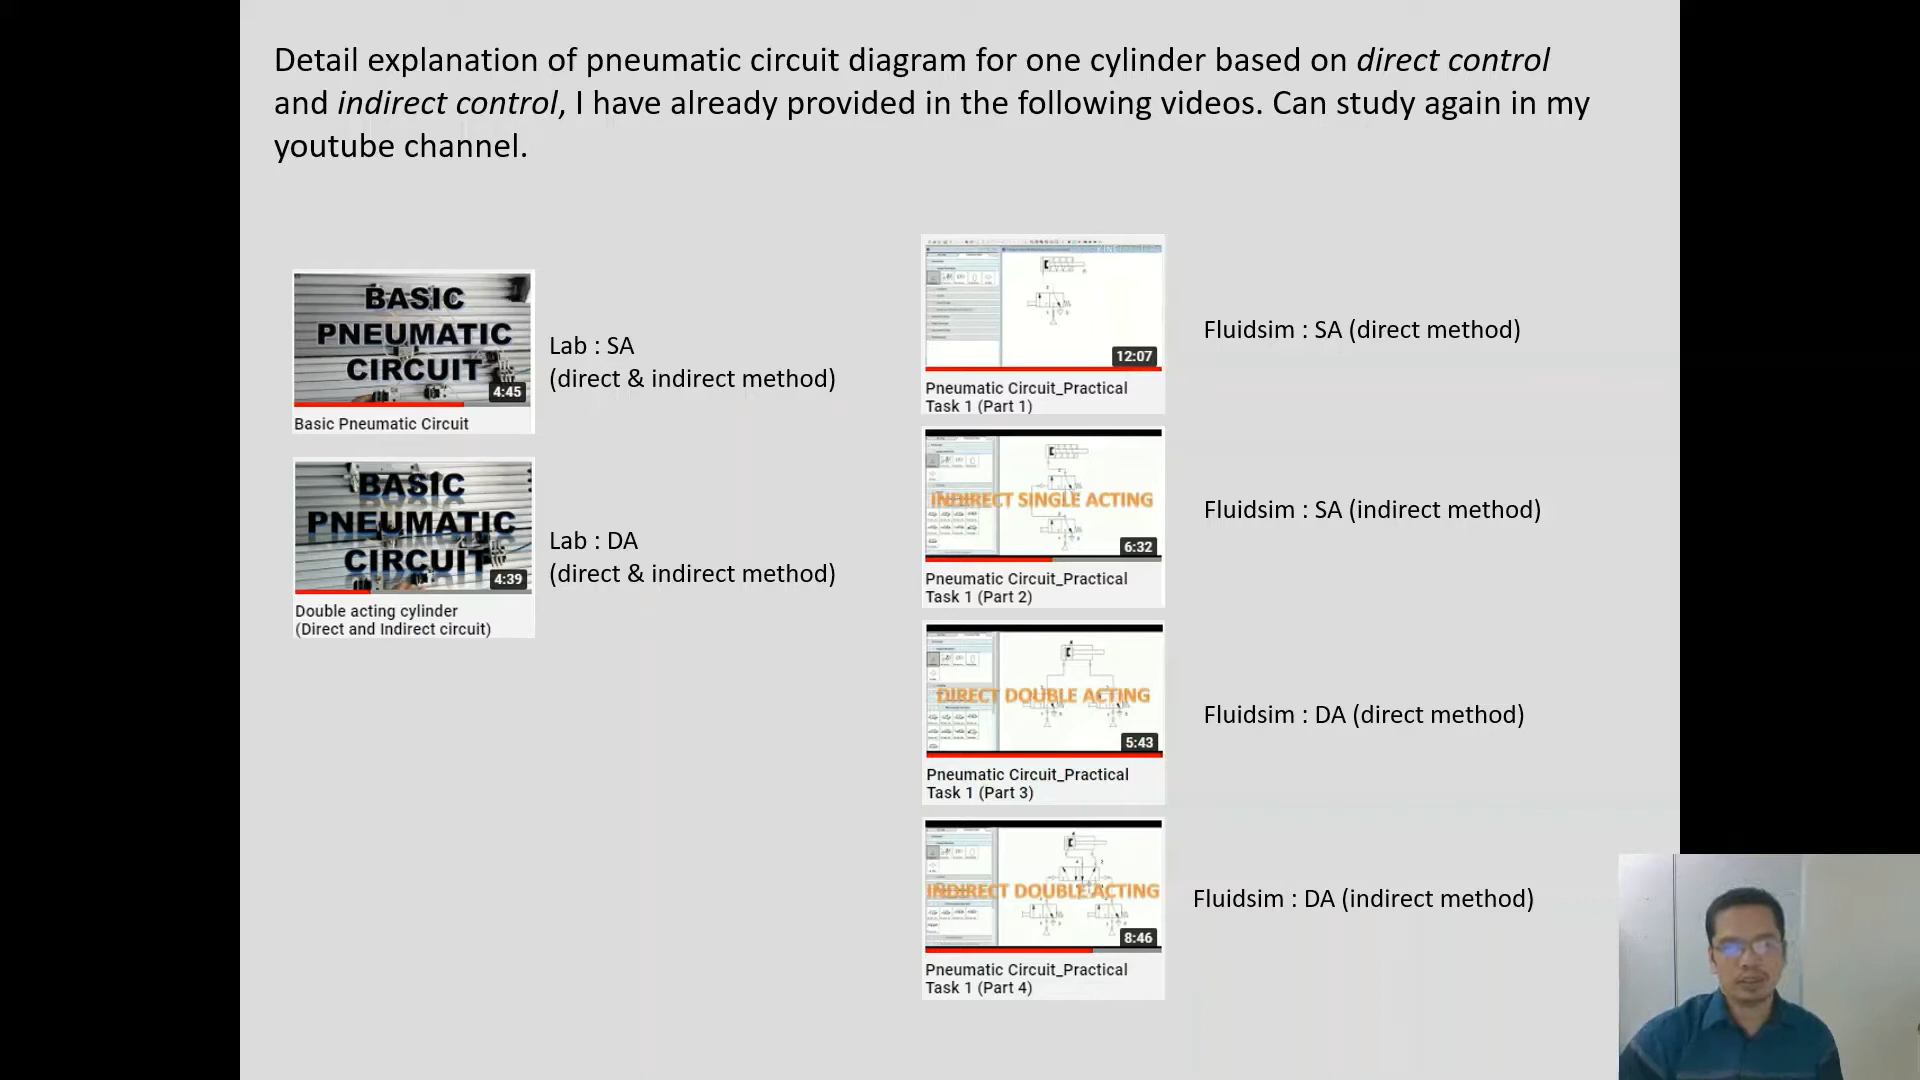 Detail explanation of pneumatic circuit diagram for one cylinder based on direct control
and indirect control, I have already provided in the following videos. Can study again in my
youtube channel.
BASIC
PNEUMATIC
CIRCUIT
4:45
Basic Pneumatic Circuit
Lab : SA
(direct & indirect method)
BASIC
PNEUMATIC
CIRCUIT
4:39
Double acting cylinder
(Direct and Indirect circuit)
Lab : DA
(direct & indirect method)
12:07
Pneumatic Circuit_Practical
Task 1 (Part 1)
Fluidsim : SA (direct method)
INDIRECT SINGLE ACTING
6:32
Pneumatic Circuit_Practical
Task 1 (Part 2)
Fluidsim : SA (indirect method)
DIRECT DOUBLE ACTING
5:43
Pneumatic Circuit_Practical
Task 1 (Part 3)
Fluidsim : DA (direct method)
INDIRECT DOUBLE ACTING
8:46
Pneumatic Circuit_Practical
Task 1 (Part 4)
Fluidsim : DA (indirect method)